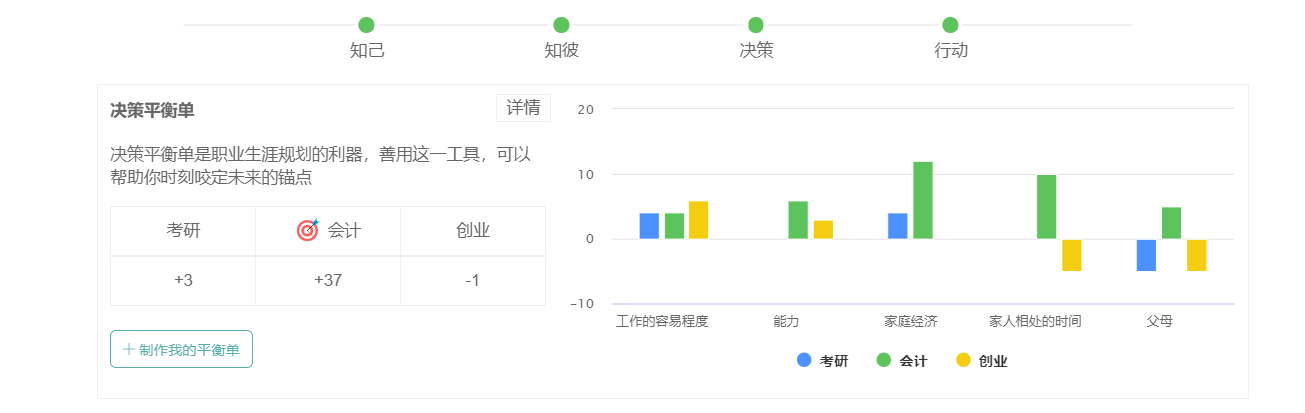 知己
知彼
决策
行动
决策平衡单
详情
决策平衡单是职业生涯规划的利器，善用这一工具，可以
帮助你时刻咬定未来的锚点
考研
会计
创业
+3
+37
-1
+ 制作我的平衡单
20
10
0
-10
工作的容易程度
能力
家庭经济
家人相处的时间
父母
考研
会计
创业